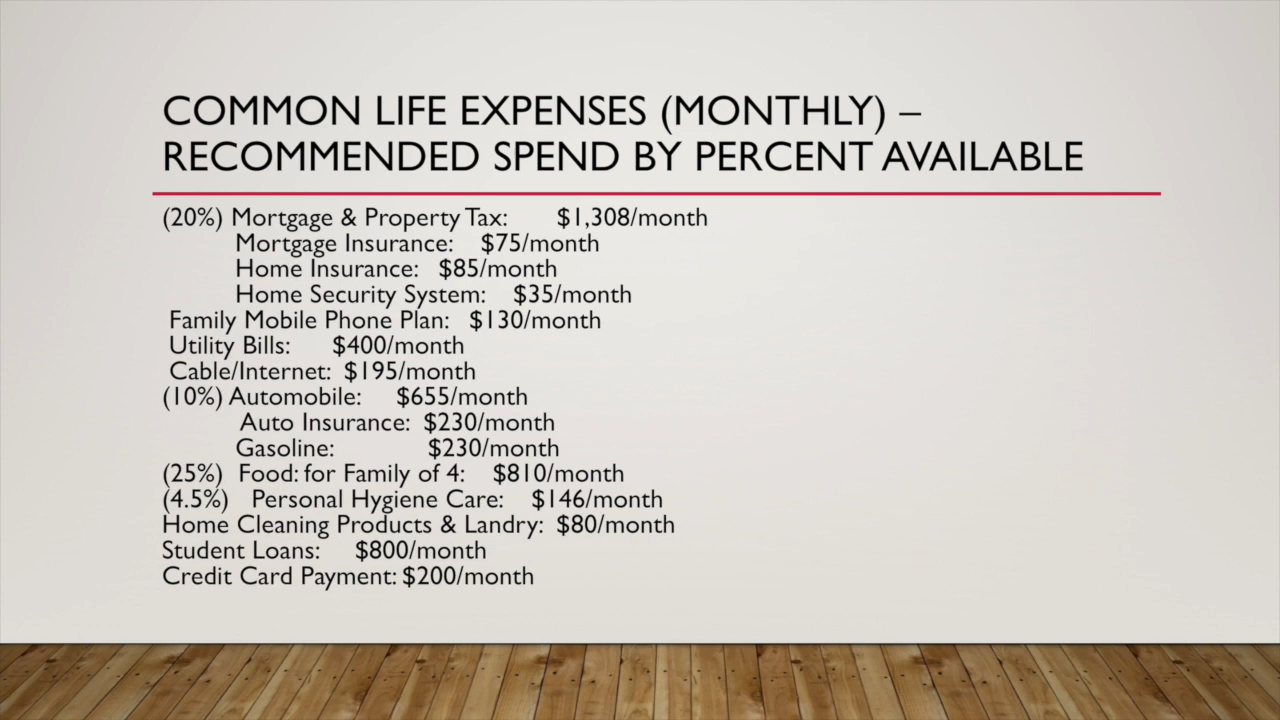 COMMON LIFE EXPENSES (MONTHLY) –
RECOMMENDED SPEND BY PERCENT AVAILABLE
(20%) Mortgage & Property Tax: $1,308/month
Mortgage Insurance: $75/month
Home Insurance: $85/month
Home Security System: $35/month
Family Mobile Phone Plan: $130/month
Utility Bills: $400/month
Cable/Internet: $195/month
(10%) Automobile: $655/month
Auto Insurance: $230/month
Gasoline: $230/month
(25%) Food: for Family of 4: $810/month
(4.5%) Personal Hygiene Care: $146/month
Home Cleaning Products & Landry: $80/month
Student Loans: $800/month
Credit Card Payment: $200/month